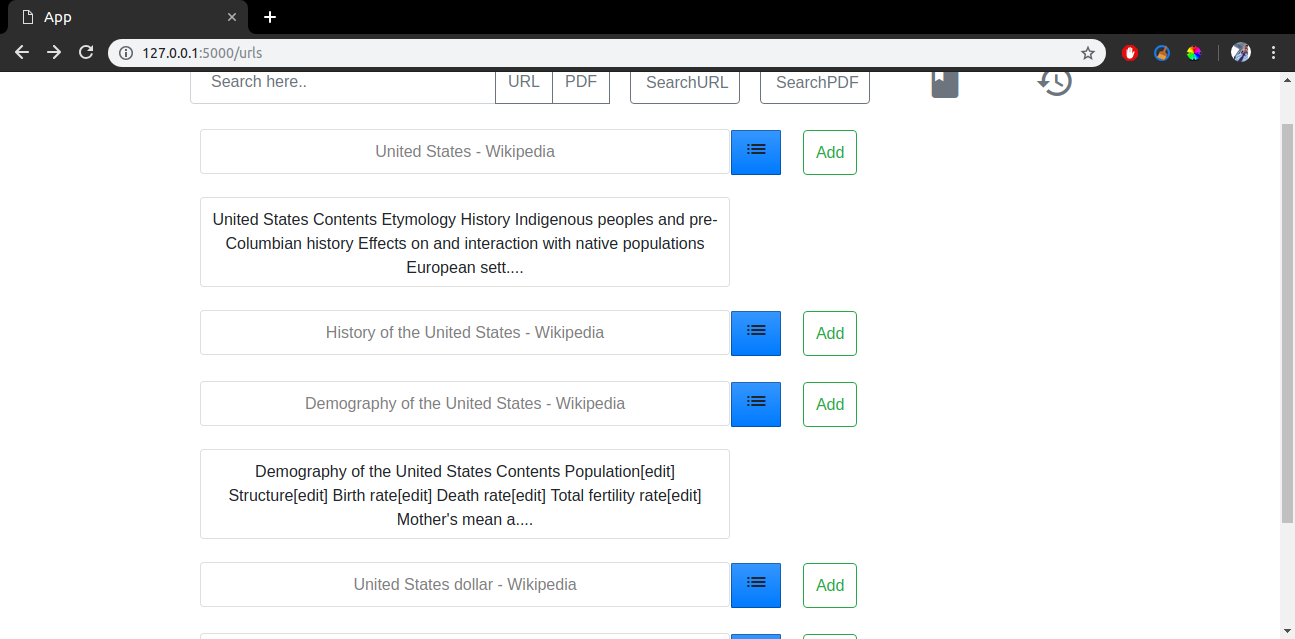 App
127.0.0.1:5000/urls
Search here..
URL
PDF
SearchURL
SearchPDF
United States - Wikipedia
Add
United States Contents Etymology History Indigenous peoples and pre-
Columbian history Effects on and interaction with native populations
European sett....
History of the United States - Wikipedia
Add
Demography of the United States - Wikipedia
Add
Demography of the United States Contents Population[edit]
Structure[edit] Birth rate[edit] Death rate[edit] Total fertility rate[edit]
Mother's mean a....
United States dollar - Wikipedia
Add